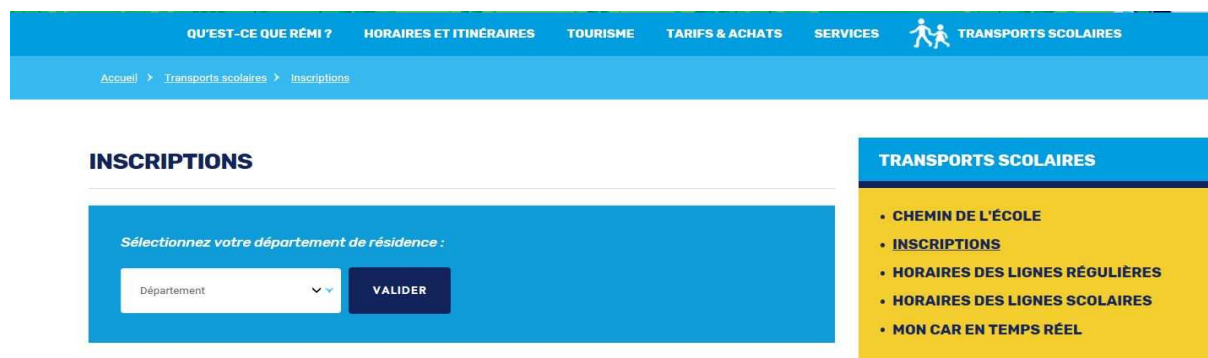 QU'EST-CE QUE RÉMI ? HORAIRES ET ITINÉRAIRES TOURISME TARIFS & ACHATS SERVICES TRANSPORTS SCOLAIRES
Accueil > Transports scolaires > Inscriptions
INSCRIPTIONS
Sélectionnez votre département de résidence :
Département
VALIDER
TRANSPORTS SCOLAIRES
• CHEMIN DE L'ÉCOLE
• INSCRIPTIONS
• HORAIRES DES LIGNES RÉGULIÈRES
• HORAIRES DES LIGNES SCOLAIRES
• MON CAR EN TEMPS RÉEL